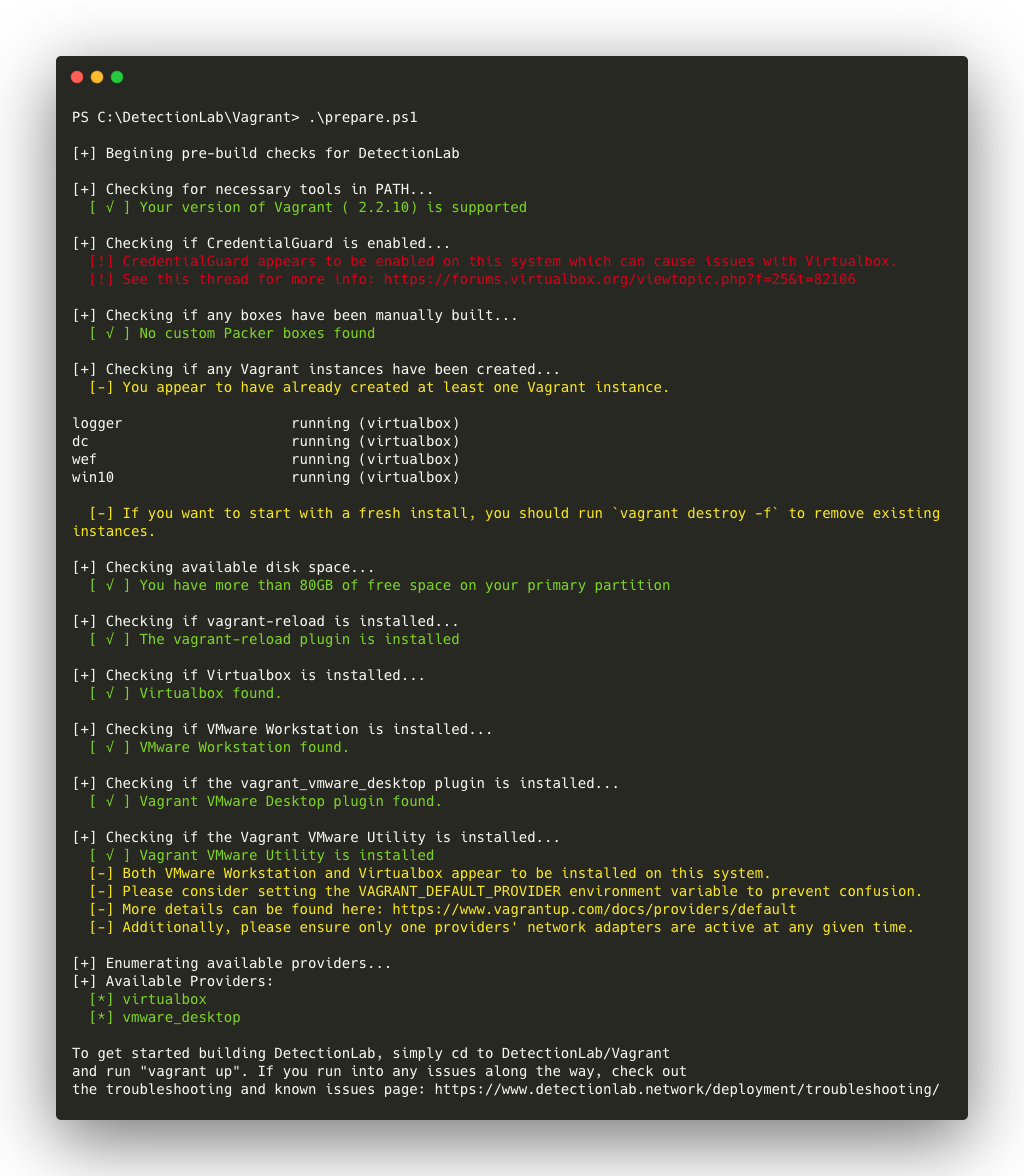 PS C:\DetectionLab\Vagrant> .\prepare.ps1
[+] Begining pre-build checks for DetectionLab
[+] Checking for necessary tools in PATH...
[ √ ] Your version of Vagrant ( 2.2.10) is supported
[+] Checking if CredentialGuard is enabled...
[!] CredentialGuard appears to be enabled on this system which can cause issues with Virtualbox.
[!] See this thread for more info: https://forums.virtualbox.org/viewtopic.php?f=25&t=82106
[+] Checking if any boxes have been manually built...
[ √ ] No custom Packer boxes found
[+] Checking if any Vagrant instances have been created...
[-] You appear to have already created at least one Vagrant instance.
logger                    running (virtualbox)
dc                        running (virtualbox)
wef                       running (virtualbox)
win10                     running (virtualbox)
[-] If you want to start with a fresh install, you should run `vagrant destroy -f` to remove existing
instances.
[+] Checking available disk space...
[ √ ] You have more than 80GB of free space on your primary partition
[+] Checking if vagrant-reload is installed...
[ √ ] The vagrant-reload plugin is installed
[+] Checking if Virtualbox is installed...
[ √ ] Virtualbox found.
[+] Checking if VMware Workstation is installed...
[ √ ] VMware Workstation found.
[+] Checking if the vagrant_vmware_desktop plugin is installed...
[ √ ] Vagrant VMware Desktop plugin found.
[+] Checking if the Vagrant VMware Utility is installed...
[ √ ] Vagrant VMware Utility is installed
[-] Both VMware Workstation and Virtualbox appear to be installed on this system.
[-] Please consider setting the VAGRANT_DEFAULT_PROVIDER environment variable to prevent confusion.
[-] More details can be found here: https://www.vagrantup.com/docs/providers/default
[-] Additionally, please ensure only one providers' network adapters are active at any given time.
[+] Enumerating available providers...
[+] Available Providers:
[*] virtualbox
[*] vmware_desktop
To get started building DetectionLab, simply cd to DetectionLab/Vagrant
and run "vagrant up". If you run into any issues along the way, check out
the troubleshooting and known issues page: https://www.detectionlab.network/deployment/troubleshooting/